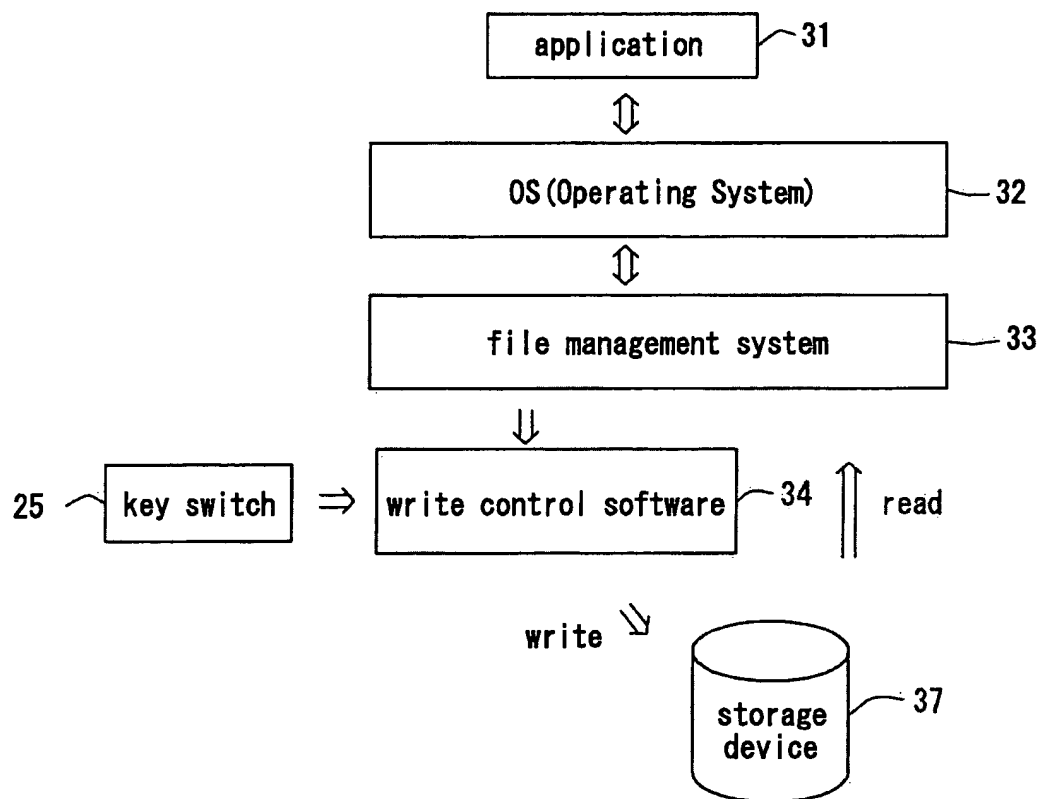 application
31
OS(Operating System)
32
file management system
33
25
key switch
write control software
34
read
write
storage
device
37